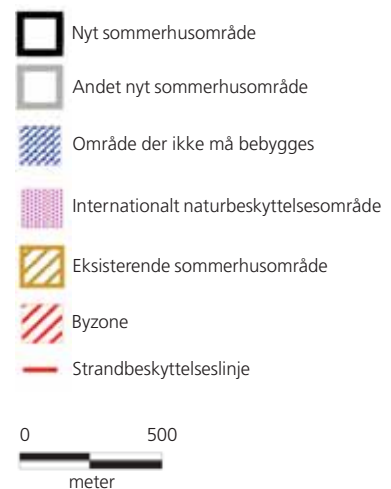 Nyt sommerhusområde
Andet nyt sommerhusområde
Område der ikke må bebygges
Internationalt naturbeskyttelsesområde
Eksisterende sommerhusområde
Byzone
Strandbeskyttelseslinje
0 500
meter